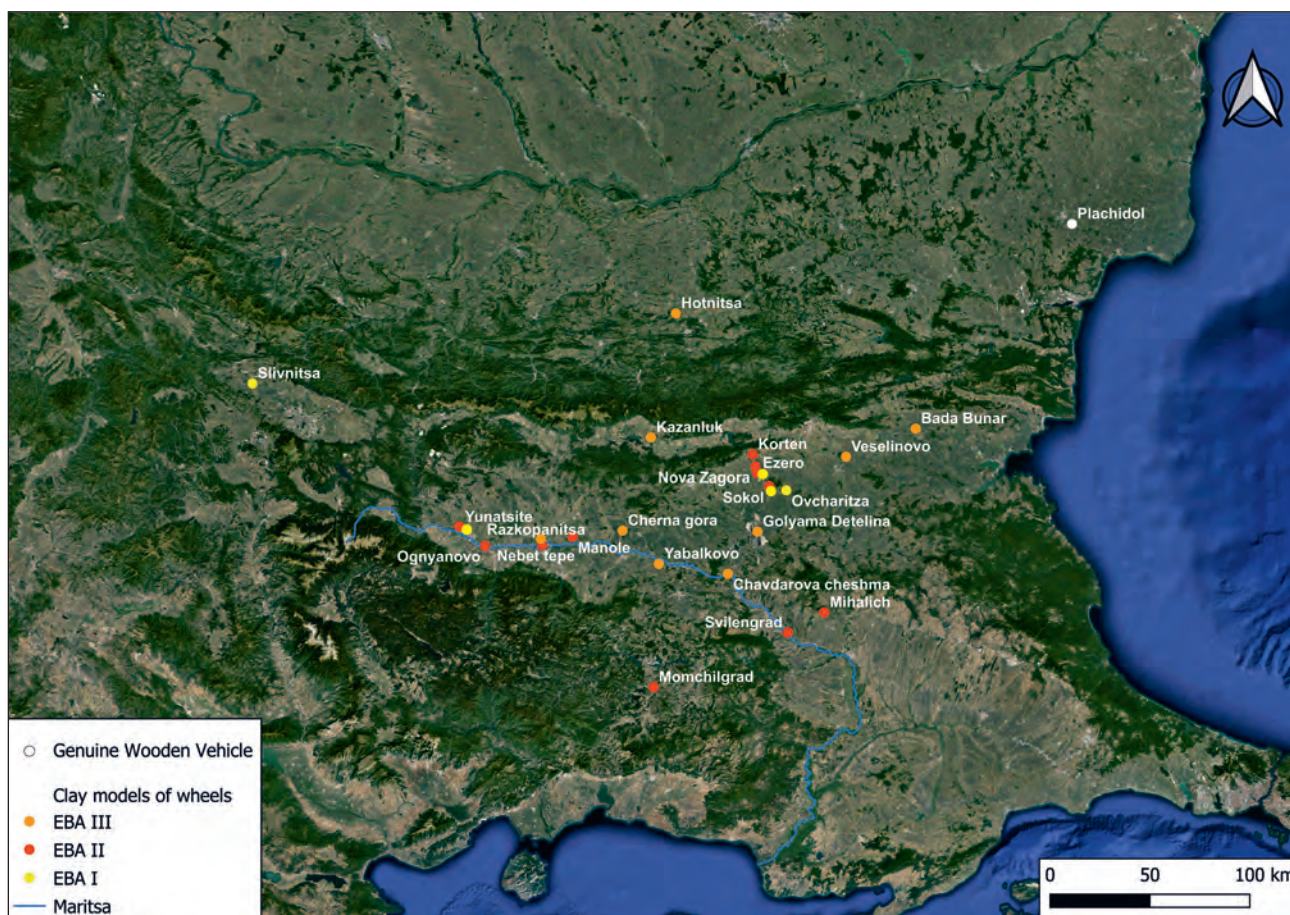 Plachidol
Hotnitsa
Slivnitsa
Bada Bunar
Kazanluk
Korten
Veselinovo
Ezero
Nova Zagora
Sokol
Ovcharitza
Yunatsite
Razkopanitsa
Cherna gora
Golyama Detelina
Ognyanovo
Nebet tepe
Manole
Yabalkovo
Chavdarova cheshma
Mihalich
Svilengrad
Momchilgrad
Genuine Wooden Vehicle
Clay models of wheels
EBA III
EBA II
EBA I
Maritsa
0 50 100 km